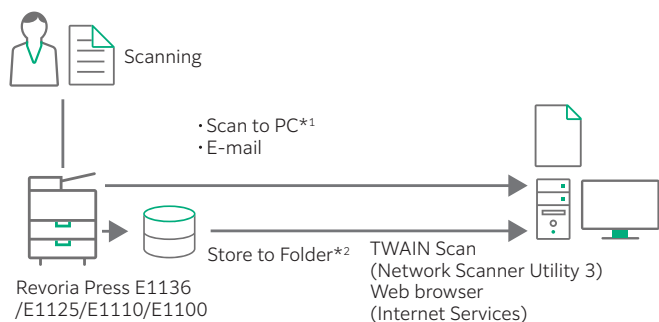 Scanning
・Scan to PC*1
・E-mail
Store to Folder*2
TWAIN Scan
(Network Scanner Utility 3)
Web browser
(Internet Services)
Revoria Press E1136
/E1125/E1110/E1100